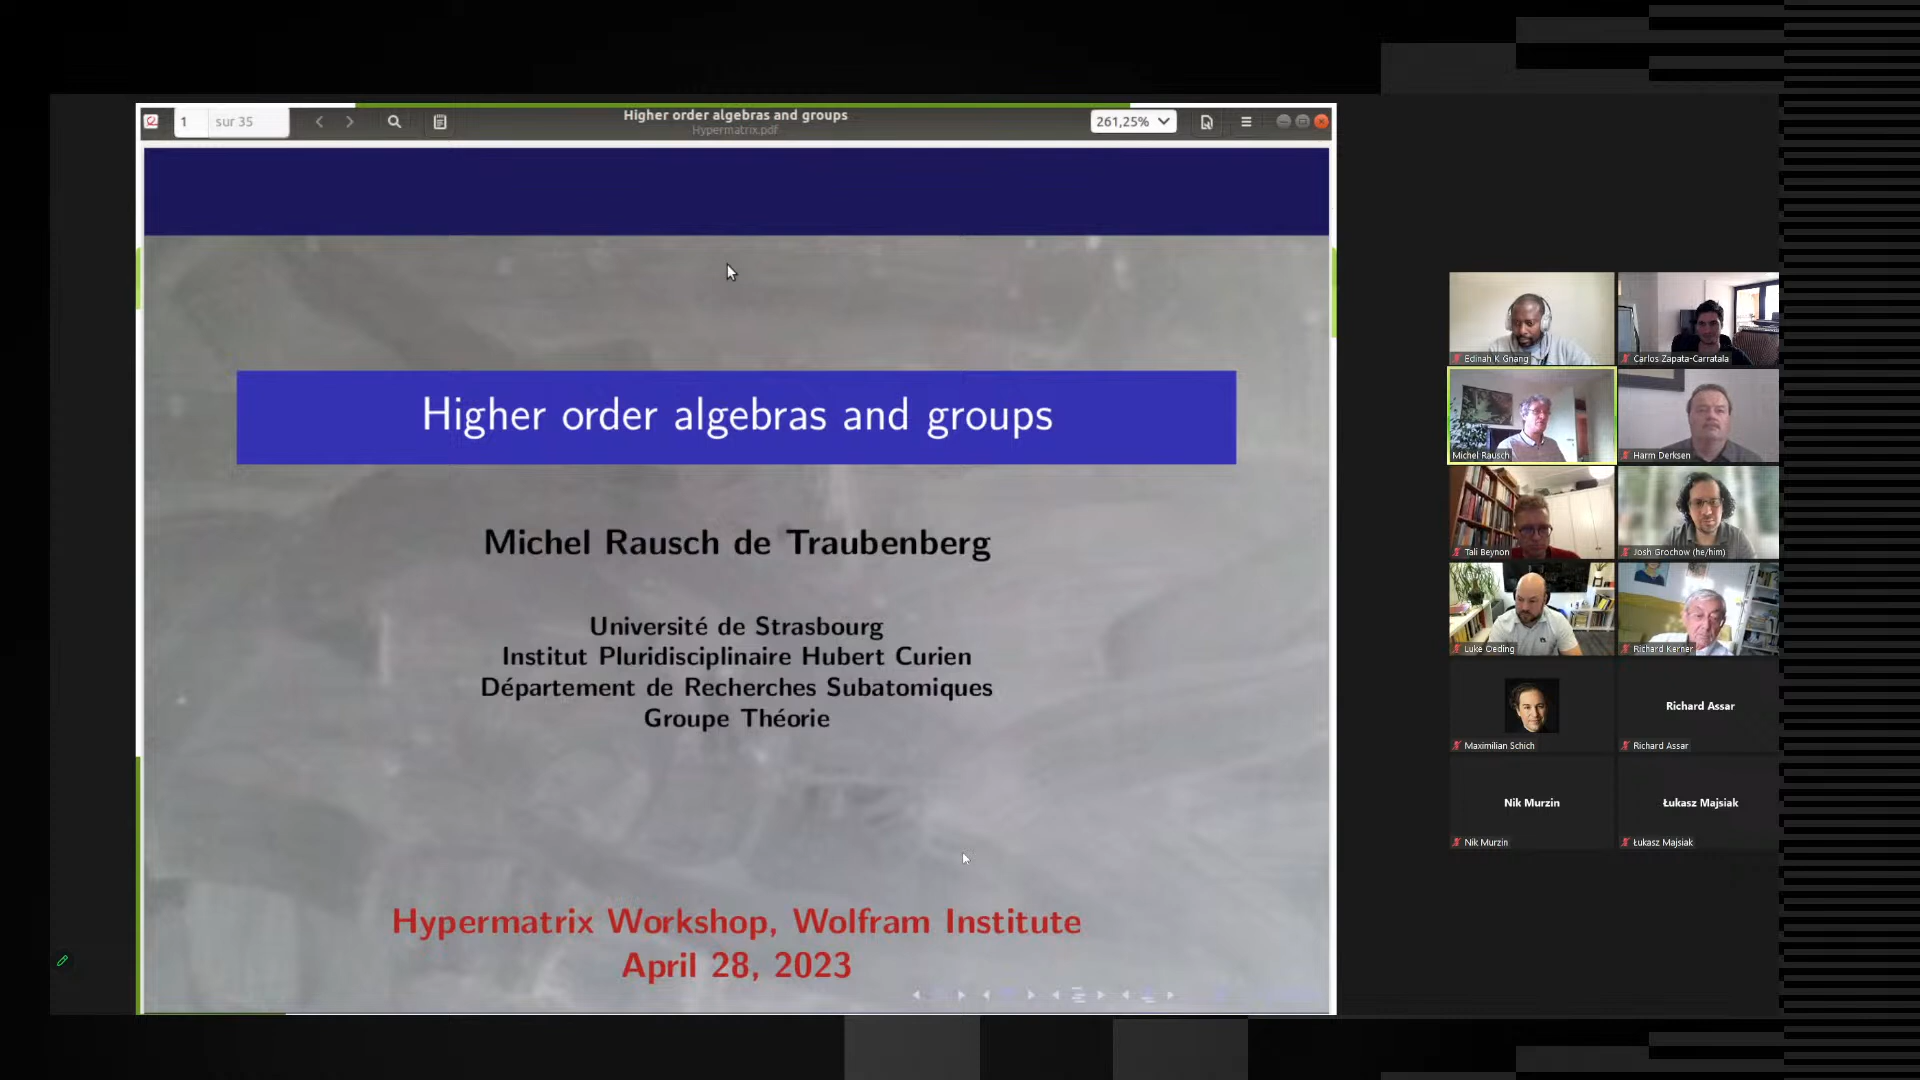 1 sur 35
Higher order algebras and groups
Hypermatrix.pdf
261,25%
Higher order algebras and groups
Michel Rausch de Traubenberg
Université de Strasbourg
Institut Pluridisciplinaire Hubert Curien
Département de Recherches Subatomiques
Groupe Théorie
Hypermatrix Workshop, Wolfram Institute
April 28, 2023
Edinah K Gnang
Carlos Zapata-Carratala
Michel Rausch
Harm Derksen
Tali Beynon
Josh Grochow (he/him)
Luke Oeding
Richard Kerner
Maximilian Schich
Richard Assar
Richard Assar
Nik Murzin
Nik Murzin
Łukasz Majsiak
Łukasz Majsiak